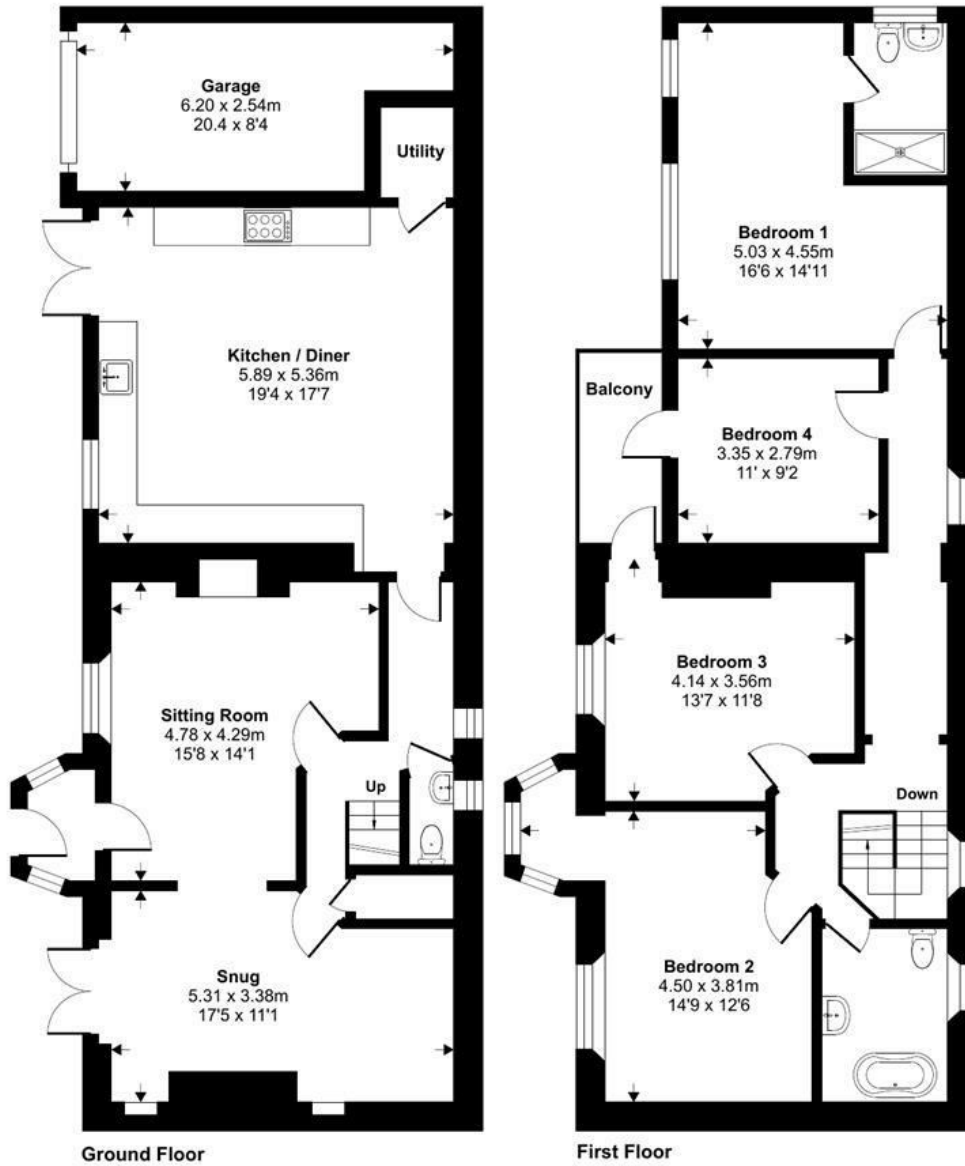 Garage
6.20 x 2.54m
20.4 x 8'4
Utility
Kitchen / Diner
5.89 x 5.36m
19'4 x 17'7
Sitting Room
4.78 x 4.29m
15'8 x 14'1
Up
Snug
5.31 x 3.38m
17'5 x 11'1
Ground Floor
Bedroom 1
5.03 x 4.55m
16'6 x 14'11
Balcony
Bedroom 4
3.35 x 2.79m
11' x 9'2
Bedroom 3
4.14 x 3.56m
13'7 x 11'8
Down
Bedroom 2
4.50 x 3.81m
14'9 x 12'6
First Floor